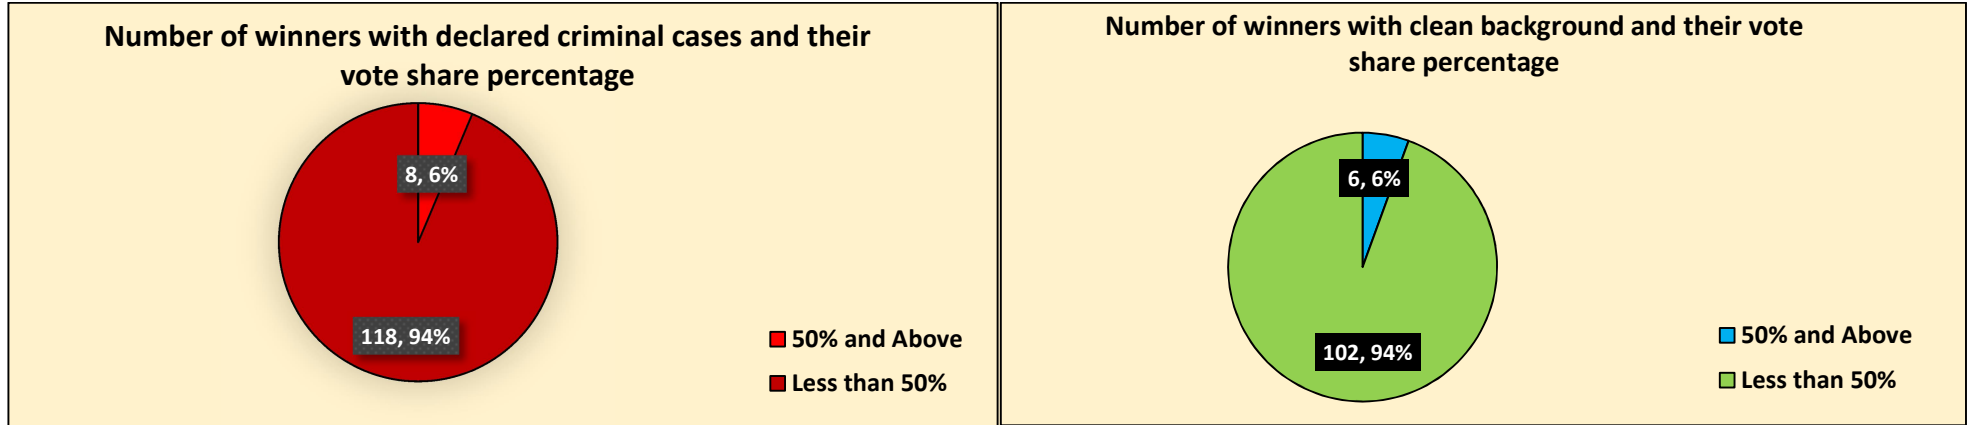 Number of winners with declared criminal cases and their
vote share percentage
8, 6%
118, 94%
50% and Above
Less than 50%
Number of winners with clean background and their vote
share percentage
6, 6%
102, 94%
50% and Above
Less than 50%